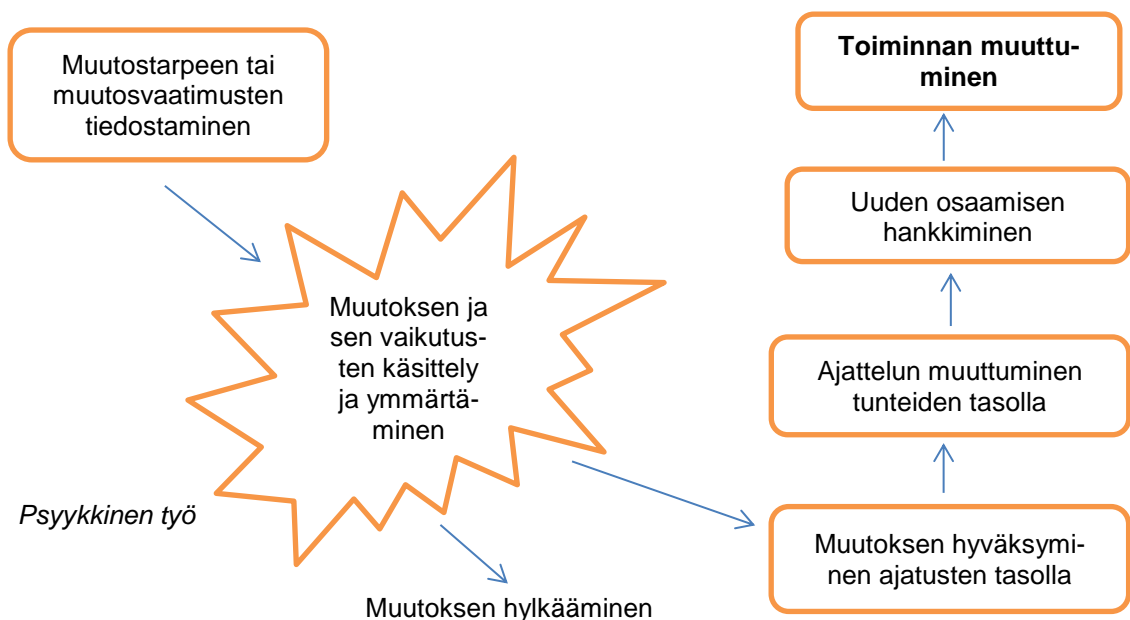 Muutostarpeen tai
muutosvaatimusten
tiedostaminen
Muutoksen ja
sen vaikutus-
ten käsittely
ja ymmärtä-
minen
Psyykkinen työ
Muutoksen hylkääminen
Toiminnan muuttu-
minen
Uuden osaamisen
hankkiminen
Ajattelun muuttuminen
tunteiden tasolla
Muutoksen hyväksymi-
nen ajatusten tasolla